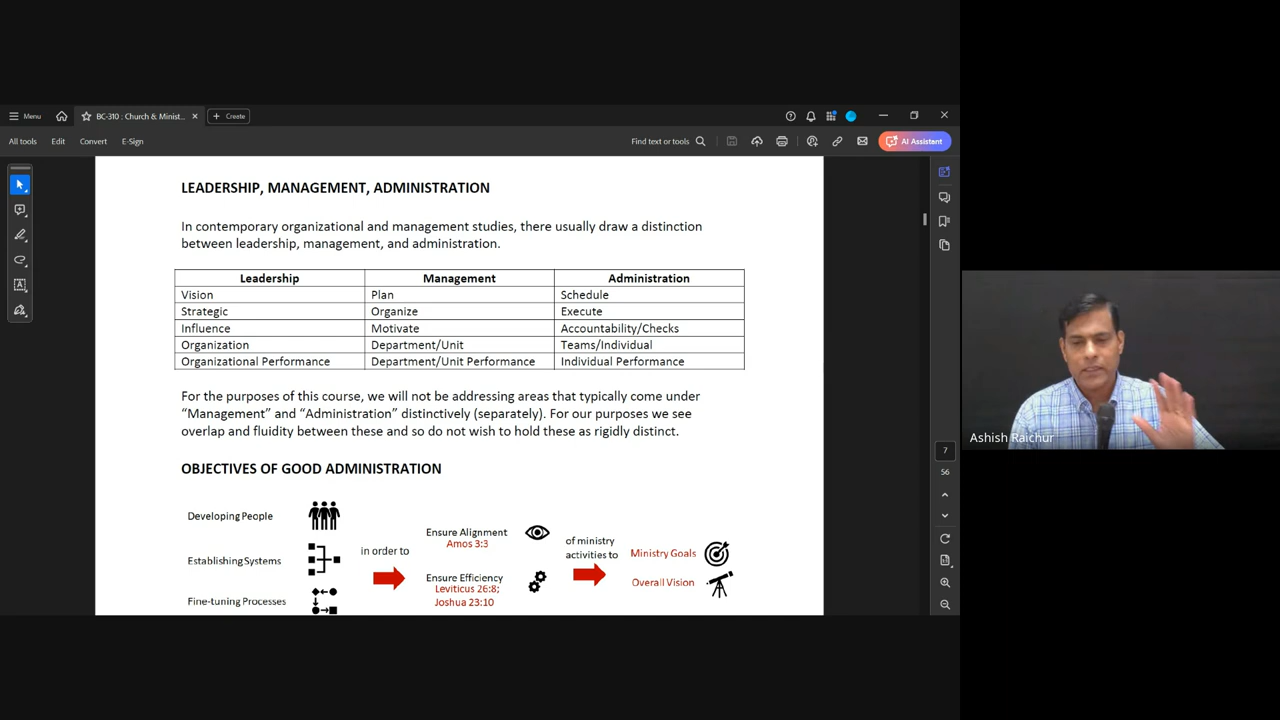 Menu
BC-310 : Church & Minist...
Create
All tools
Edit
Convert
E-Sign
Find text or tools
AI Assistant
LEADERSHIP, MANAGEMENT, ADMINISTRATION
In contemporary organizational and management studies, there usually draw a distinction
between leadership, management, and administration.
Leadership Management Administration
Vision Plan Schedule
Strategic Organize Execute
Influence Motivate Accountability/Checks
Organization Department/Unit Teams/Individual
Organizational Performance Department/Unit Performance Individual Performance
For the purposes of this course, we will not be addressing areas that typically come under
“Management” and “Administration” distinctively (separately). For our purposes we see
overlap and fluidity between these and so do not wish to hold these as rigidly distinct.
OBJECTIVES OF GOOD ADMINISTRATION
Developing People
Establishing Systems
Fine-tuning Processes
in order to
Ensure Alignment
Amos 3:3
Ensure Efficiency
Leviticus 26:8;
Joshua 23:10
of ministry
activities to
Ministry Goals
Overall Vision
7
56
Ashish Raichur